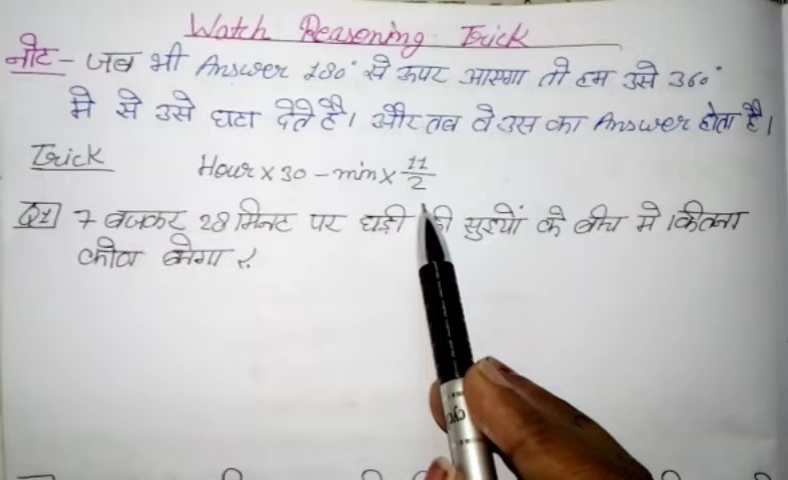 Watch Reasoning Trick
नोट - जब भी Answer 180° से ऊपर आएगा तो हम उसे 360°
मे से उसे घटा देते है। और तब वे उस का Answer होता है।
Trick Hour × 30 - min × 11/2
Q1 7 बजकर 28 मिनट पर घड़ी की सुइयों के बीच मे कितना
कोण बनेगा ?